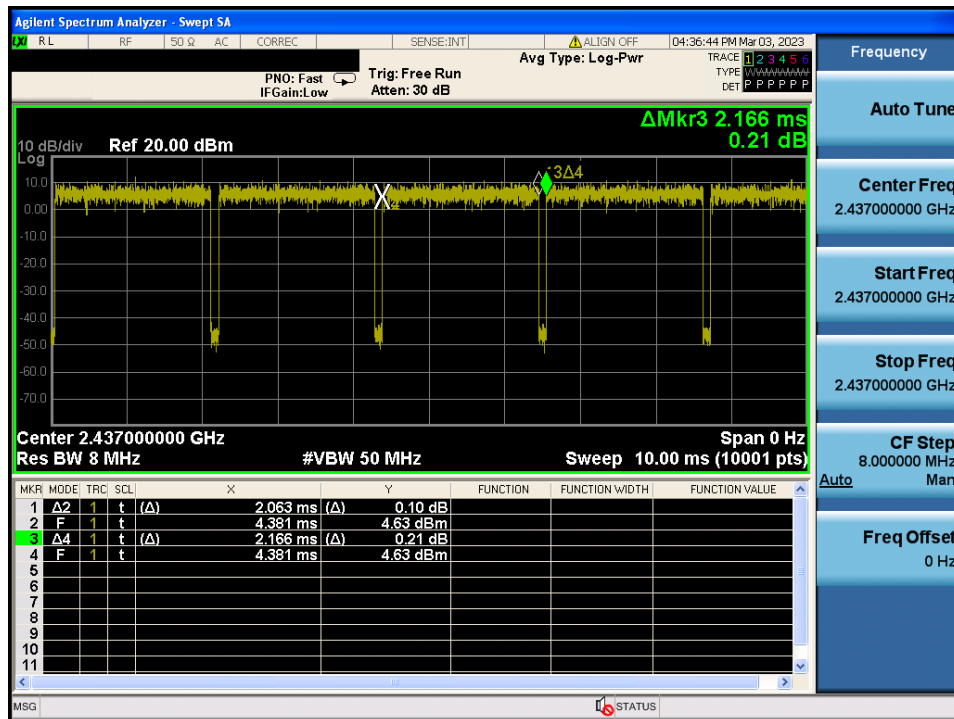 Agilent Spectrum Analyzer - Swept SA
LXI RL RF 50 Ω AC CORREC SENSE:INT ALIGN OFF 04:36:44 PM Mar 03, 2023
Avg Type: Log-Pwr
TRACE 1 2 3 4 5 6
PNO: Fast Trig: Free Run TYPE
IFGain:Low Atten: 30 dB DET P P P P P P
Frequency
Auto Tune
ΔMkr3 2.166 ms
0.21 dB
10 dB/div Ref 20.00 dBm
Log
10.0
0.00
-10.0
-20.0
-30.0
-40.0
-50.0
-60.0
-70.0
X
3Δ4
Center Freq
2.437000000 GHz
Start Freq
2.437000000 GHz
Stop Freq
2.437000000 GHz
CF Step
8.000000 MHz
Auto Man
Freq Offset
0 Hz
Center 2.437000000 GHz Span 0 Hz
Res BW 8 MHz #VBW 50 MHz Sweep 10.00 ms (10001 pts)
MKR MODE TRC SCL X Y FUNCTION FUNCTION WIDTH FUNCTION VALUE
1 Δ2 1 t (Δ) 2.063 ms (Δ) 0.10 dB
2 F 1 t 4.381 ms 4.63 dBm
3 Δ4 1 t (Δ) 2.166 ms (Δ) 0.21 dB
4 F 1 t 4.381 ms 4.63 dBm
5
6
7
8
9
10
11
MSG STATUS